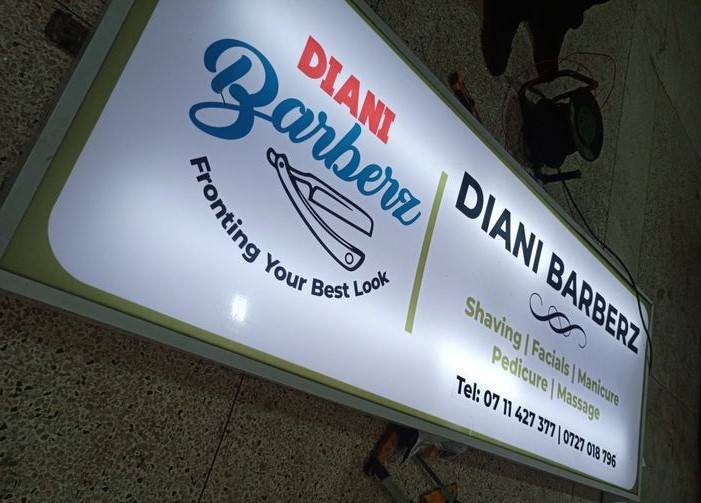 DIANI
Barberz
Fronting Your Best Look
DIANI BARBERZ
Shaving | Facials | Manicure
Pedicure | Massage
Tel: 07 11 427 377 | 0727 018 796